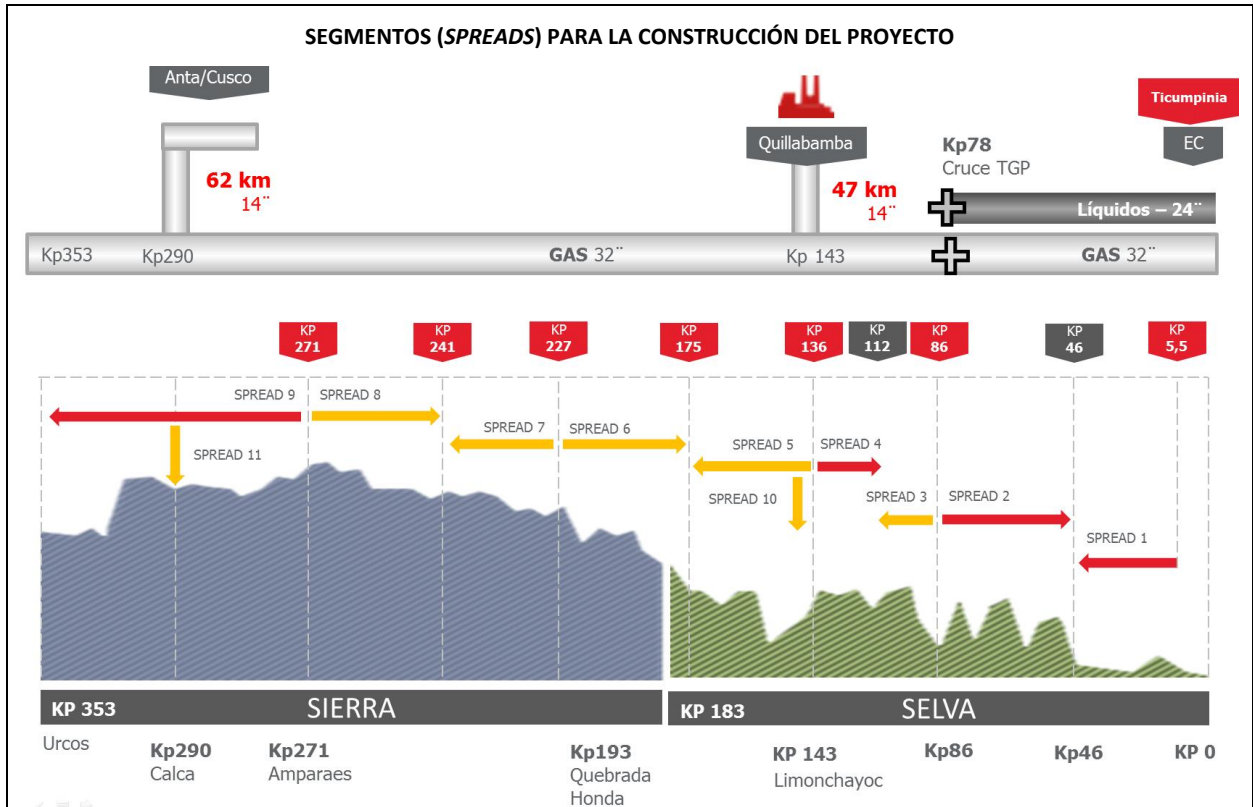 SEGMENTOS (SPREADS) PARA LA CONSTRUCCIÓN DEL PROYECTO
Anta/Cusco
Ticumpinia
Quillabamba
EC
Kp78
Cruce TGP
62 km
14¨
47 km
14¨
Líquidos – 24¨
Kp353
Kp290
GAS 32¨
Kp 143
GAS 32¨
KP
271
KP
241
KP
227
KP
175
KP
136
KP
112
KP
86
KP
46
KP
5,5
SPREAD 9
SPREAD 8
SPREAD 7
SPREAD 6
SPREAD 5
SPREAD 4
SPREAD 11
SPREAD 10
SPREAD 3
SPREAD 2
SPREAD 1
KP 353
SIERRA
KP 183
SELVA
Urcos
Kp290
Calca
Kp271
Amparaes
Kp193
Quebrada
Honda
KP 143
Limonchayoc
Kp86
Kp46
KP 0